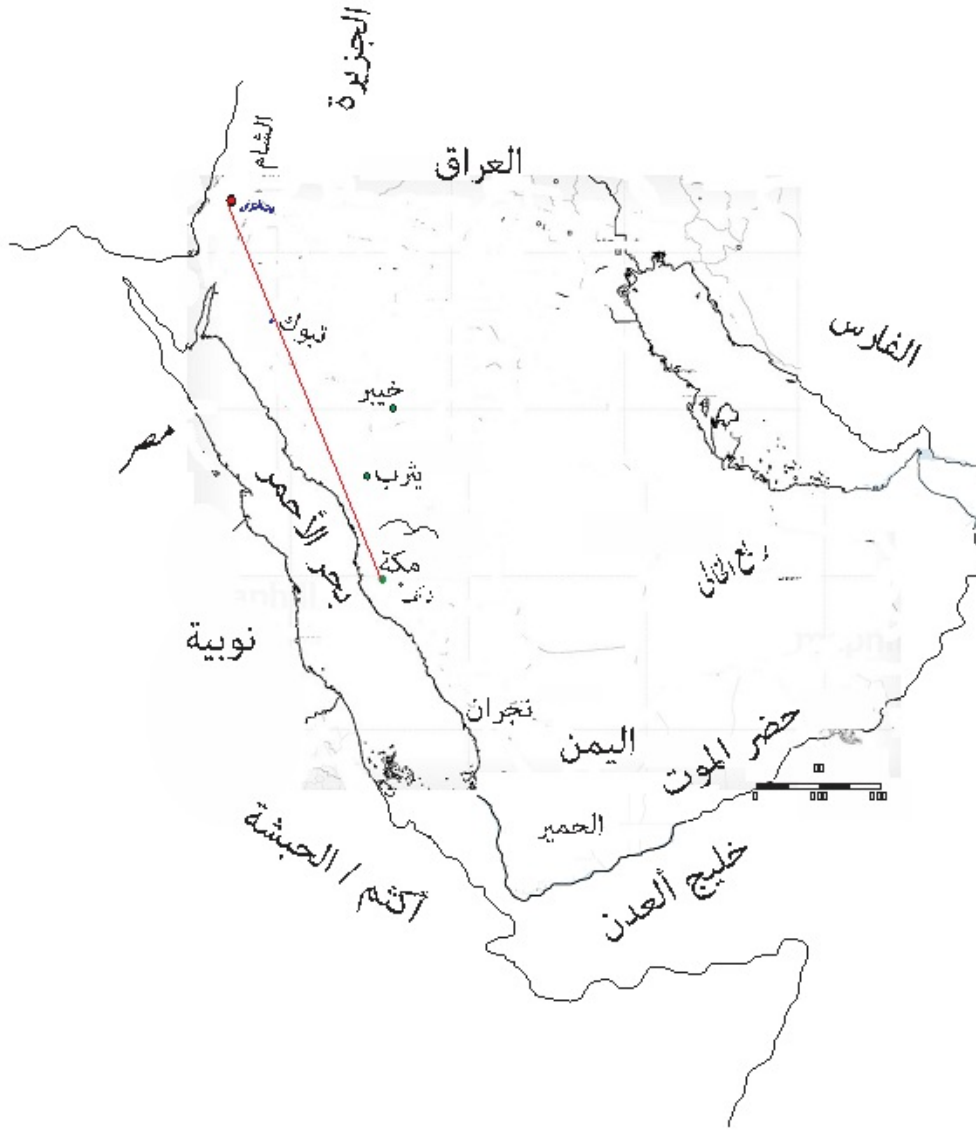 الجزيرة
الشام
العراق
تبوك
الفارس
خيبر
مصر
يثرب
بحر الأحمر
مكة
نوبية
نجران
اليمن
حضر الموت
الحمير
أكثم / الحبشة
خليج ألعدن